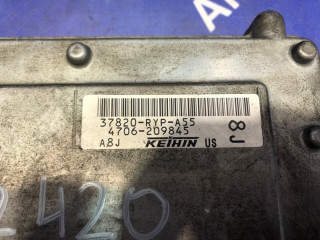 37820-RYP-A55
4706-209845
ABJ KEIHIN US
8J
2420